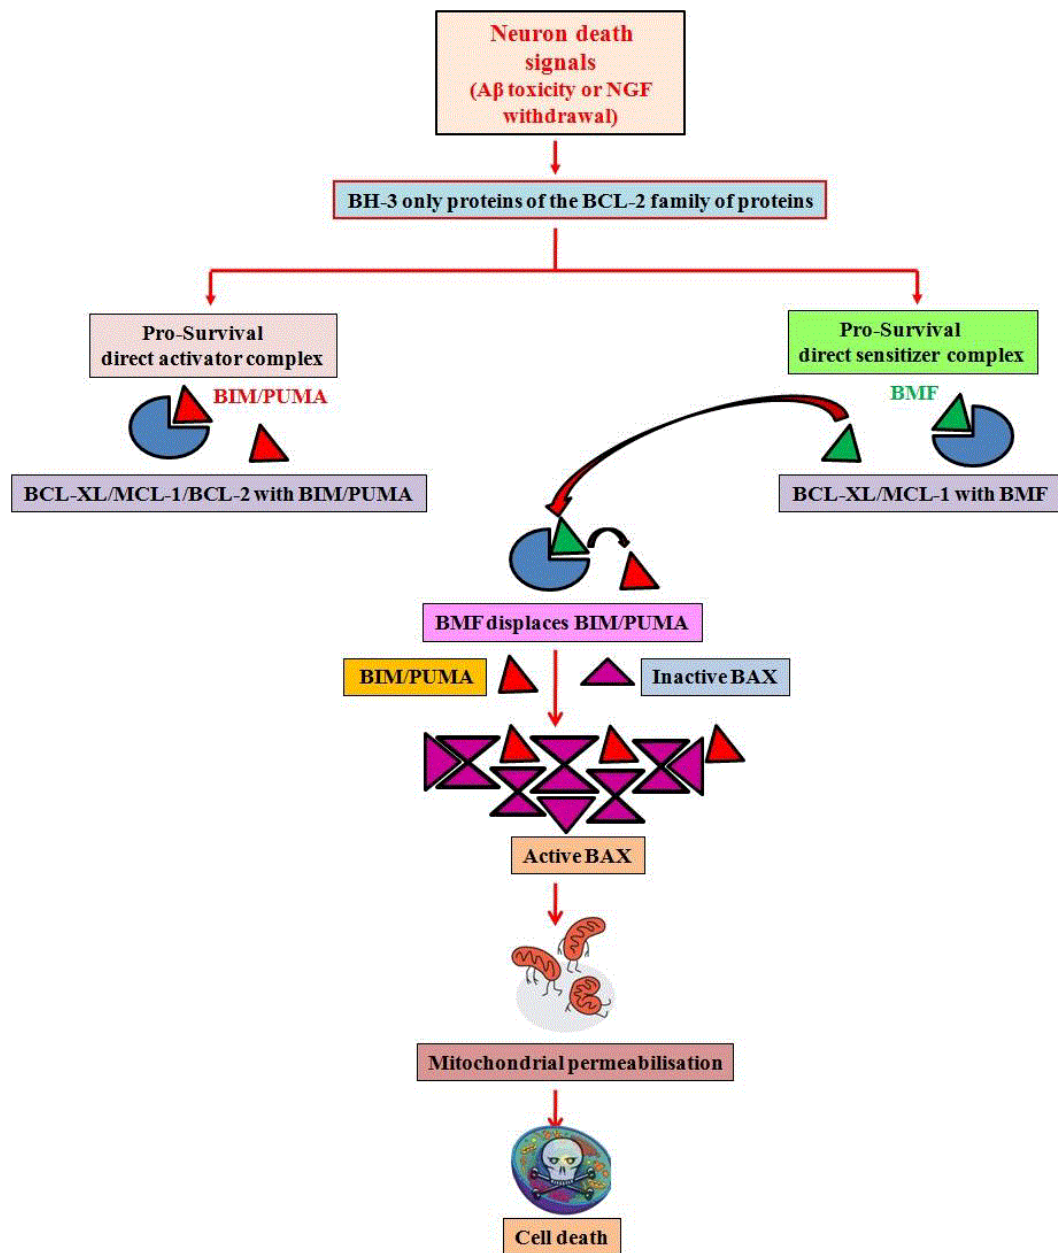 Neuron death
signals
(Aβ toxicity or NGF
withdrawal)
BH-3 only proteins of the BCL-2 family of proteins
Pro-Survival
direct activator complex
Pro-Survival
direct sensitizer complex
BIM/PUMA
BMF
BCL-XL/MCL-1/BCL-2 with BIM/PUMA
BCL-XL/MCL-1 with BMF
BMF displaces BIM/PUMA
BIM/PUMA
Inactive BAX
Active BAX
Mitochondrial permeabilisation
Cell death